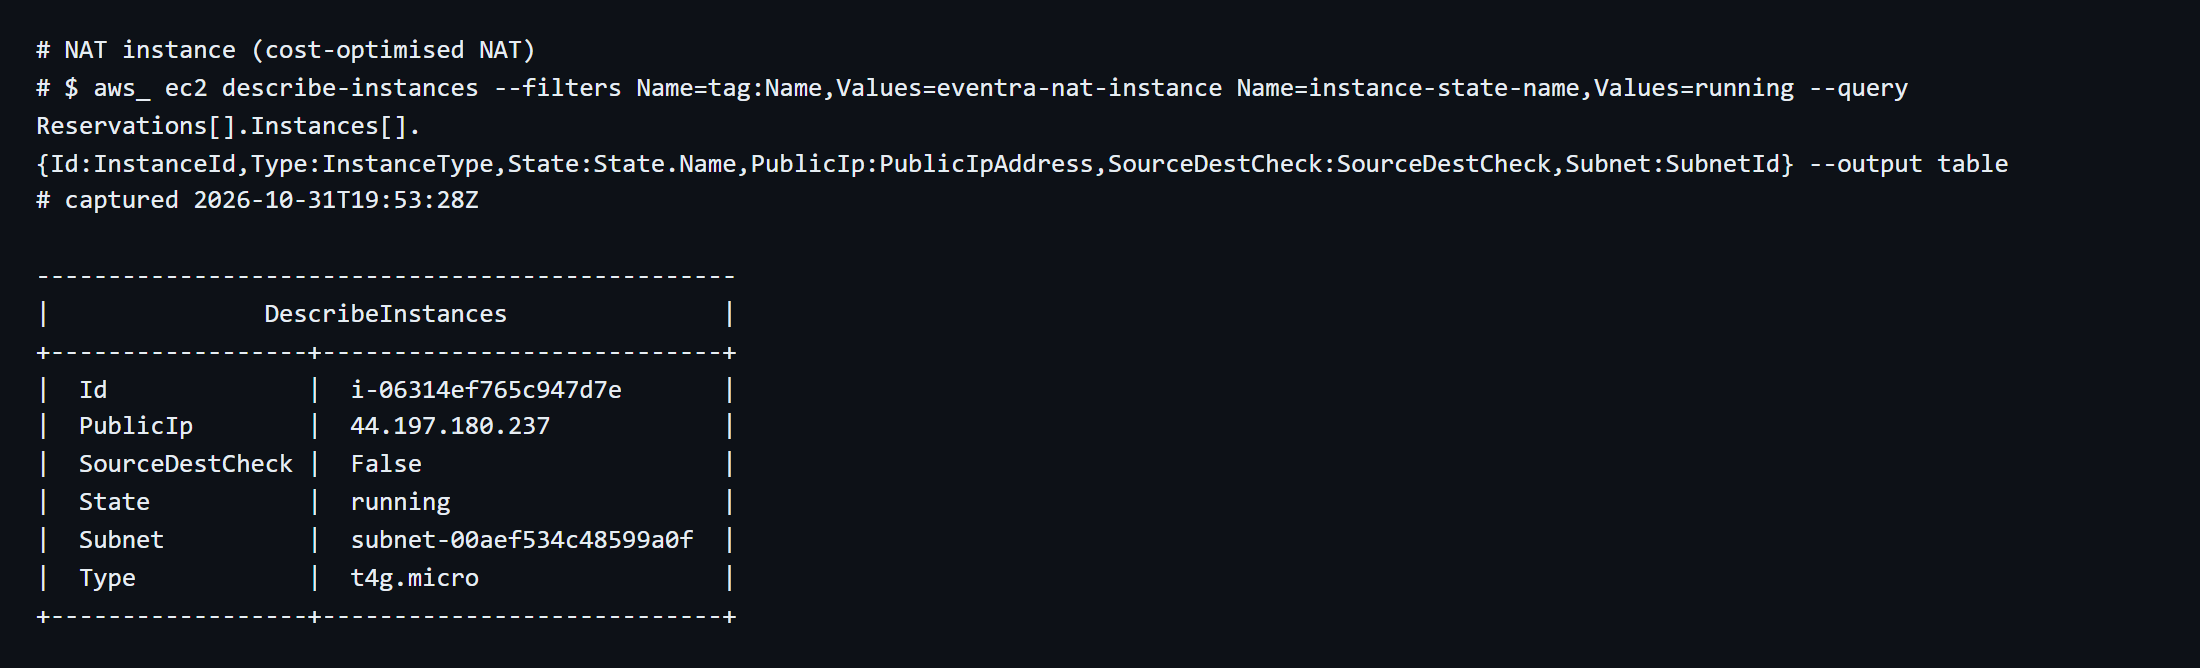 # NAT instance (cost-optimised NAT)
# $ aws_ ec2 describe-instances --filters Name=tag:Name,Values=eventra-nat-instance Name=instance-state-name,Values=running --query
Reservations[].Instances[].
{Id:InstanceId,Type:InstanceType,State:State.Name,PublicIp:PublicIpAddress,SourceDestCheck:SourceDestCheck,Subnet:SubnetId} --output table
# captured 2026-10-31T19:53:28Z
-------------------------------------------------
|               DescribeInstances               |
+------------------+----------------------------+
|  Id              |  i-06314ef765c947d7e       |
|  PublicIp        |  44.197.180.237            |
|  SourceDestCheck |  False                     |
|  State           |  running                   |
|  Subnet          |  subnet-00aef534c48599a0f  |
|  Type            |  t4g.micro                 |
+------------------+----------------------------+